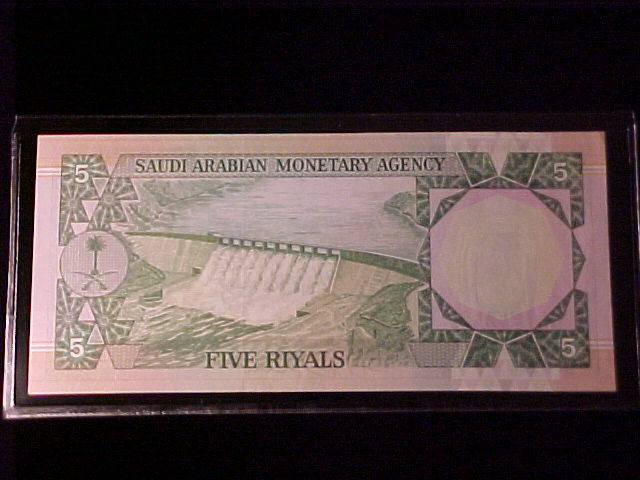 5 SAUDI ARABIAN MONETARY AGENCY 5
5 FIVE RIYALS 5